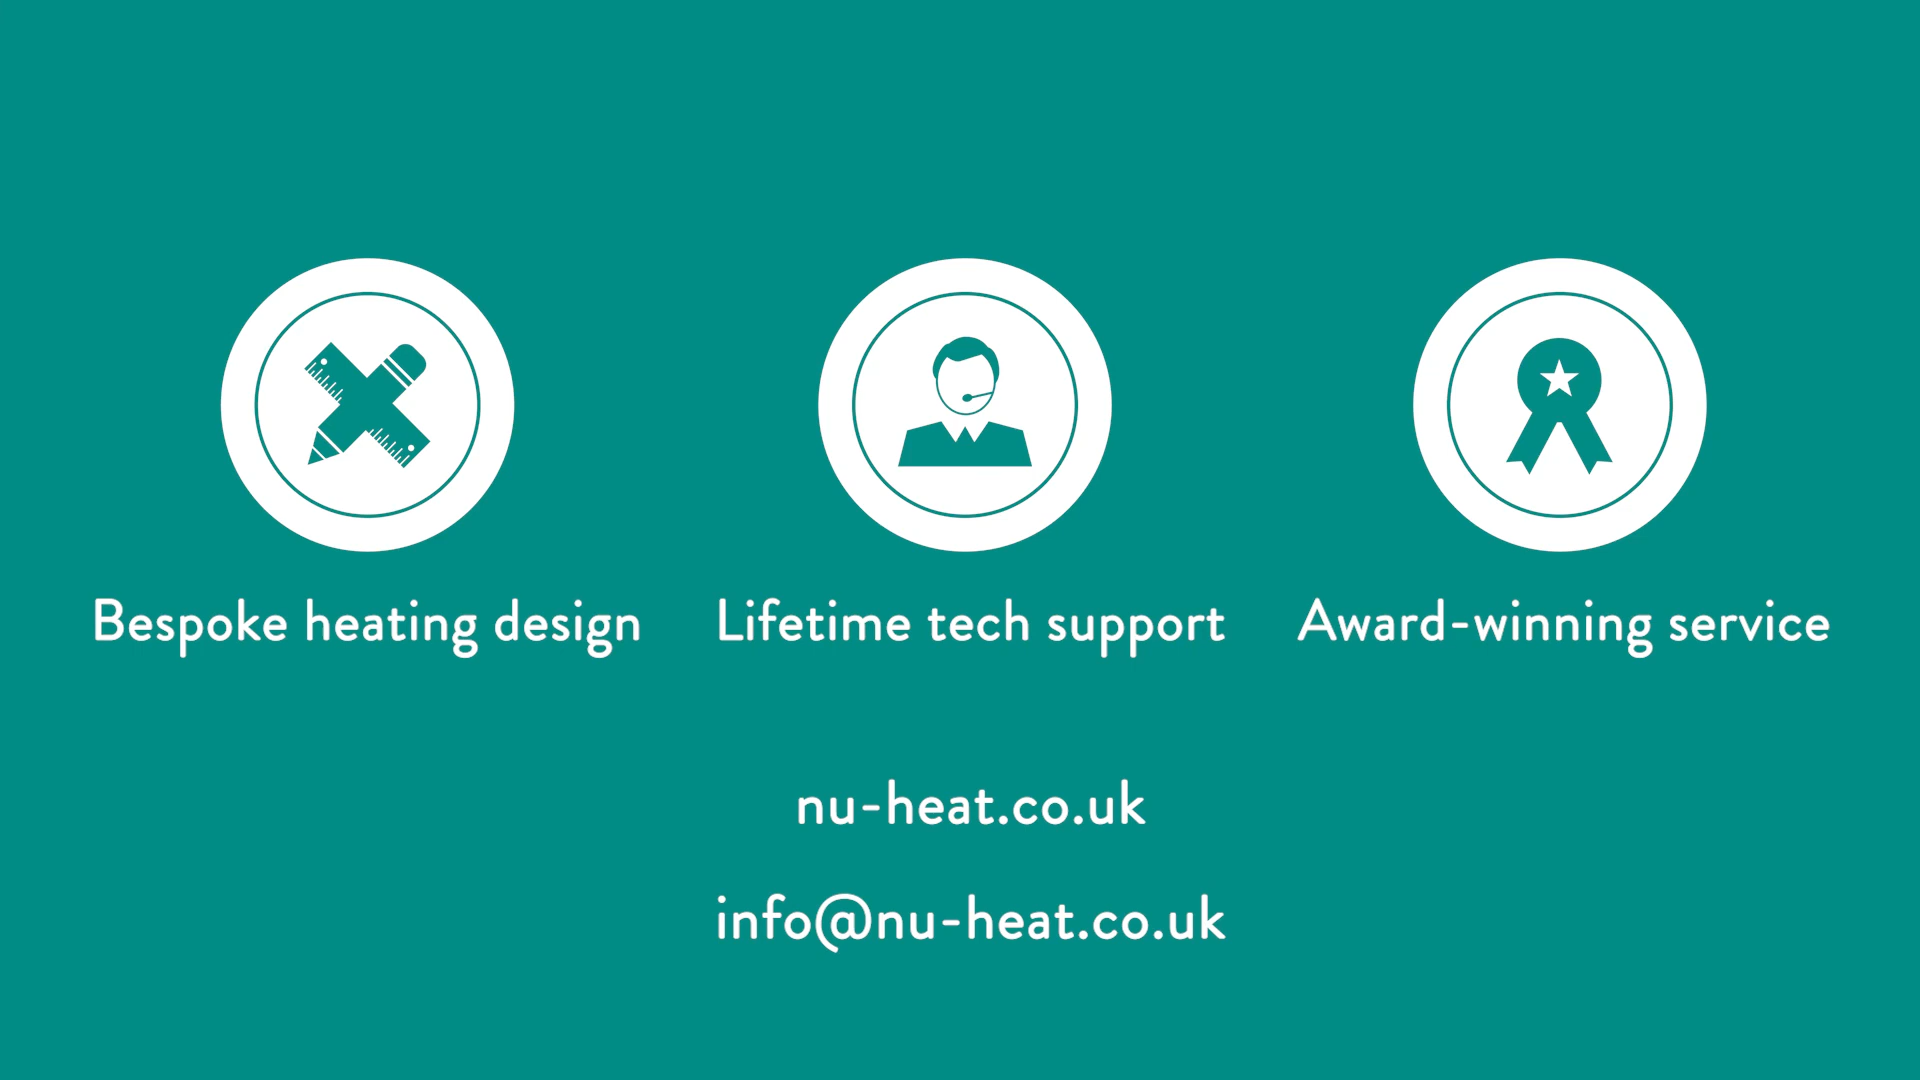 Bespoke heating design
Lifetime tech support
Award-winning service
nu-heat.co.uk
info@nu-heat.co.uk